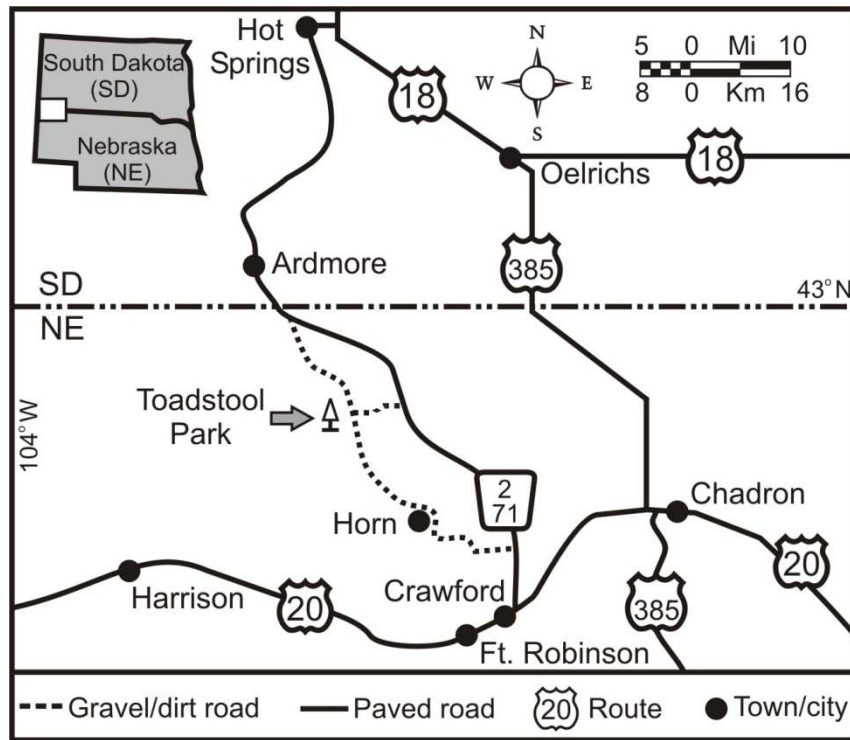 Hot
Springs
South Dakota
(SD)
Nebraska
(NE)
N
W
E
S
5 0 Mi 10
8 0 Km 16
18
Oelrichs
18
385
Ardmore
SD
43°N
NE
Toadstool
Park
104°W
2
71
Horn
Chadron
20
Harrison
20
Crawford
385
Ft. Robinson
Gravel/dirt road
Paved road
20
Route
Town/city